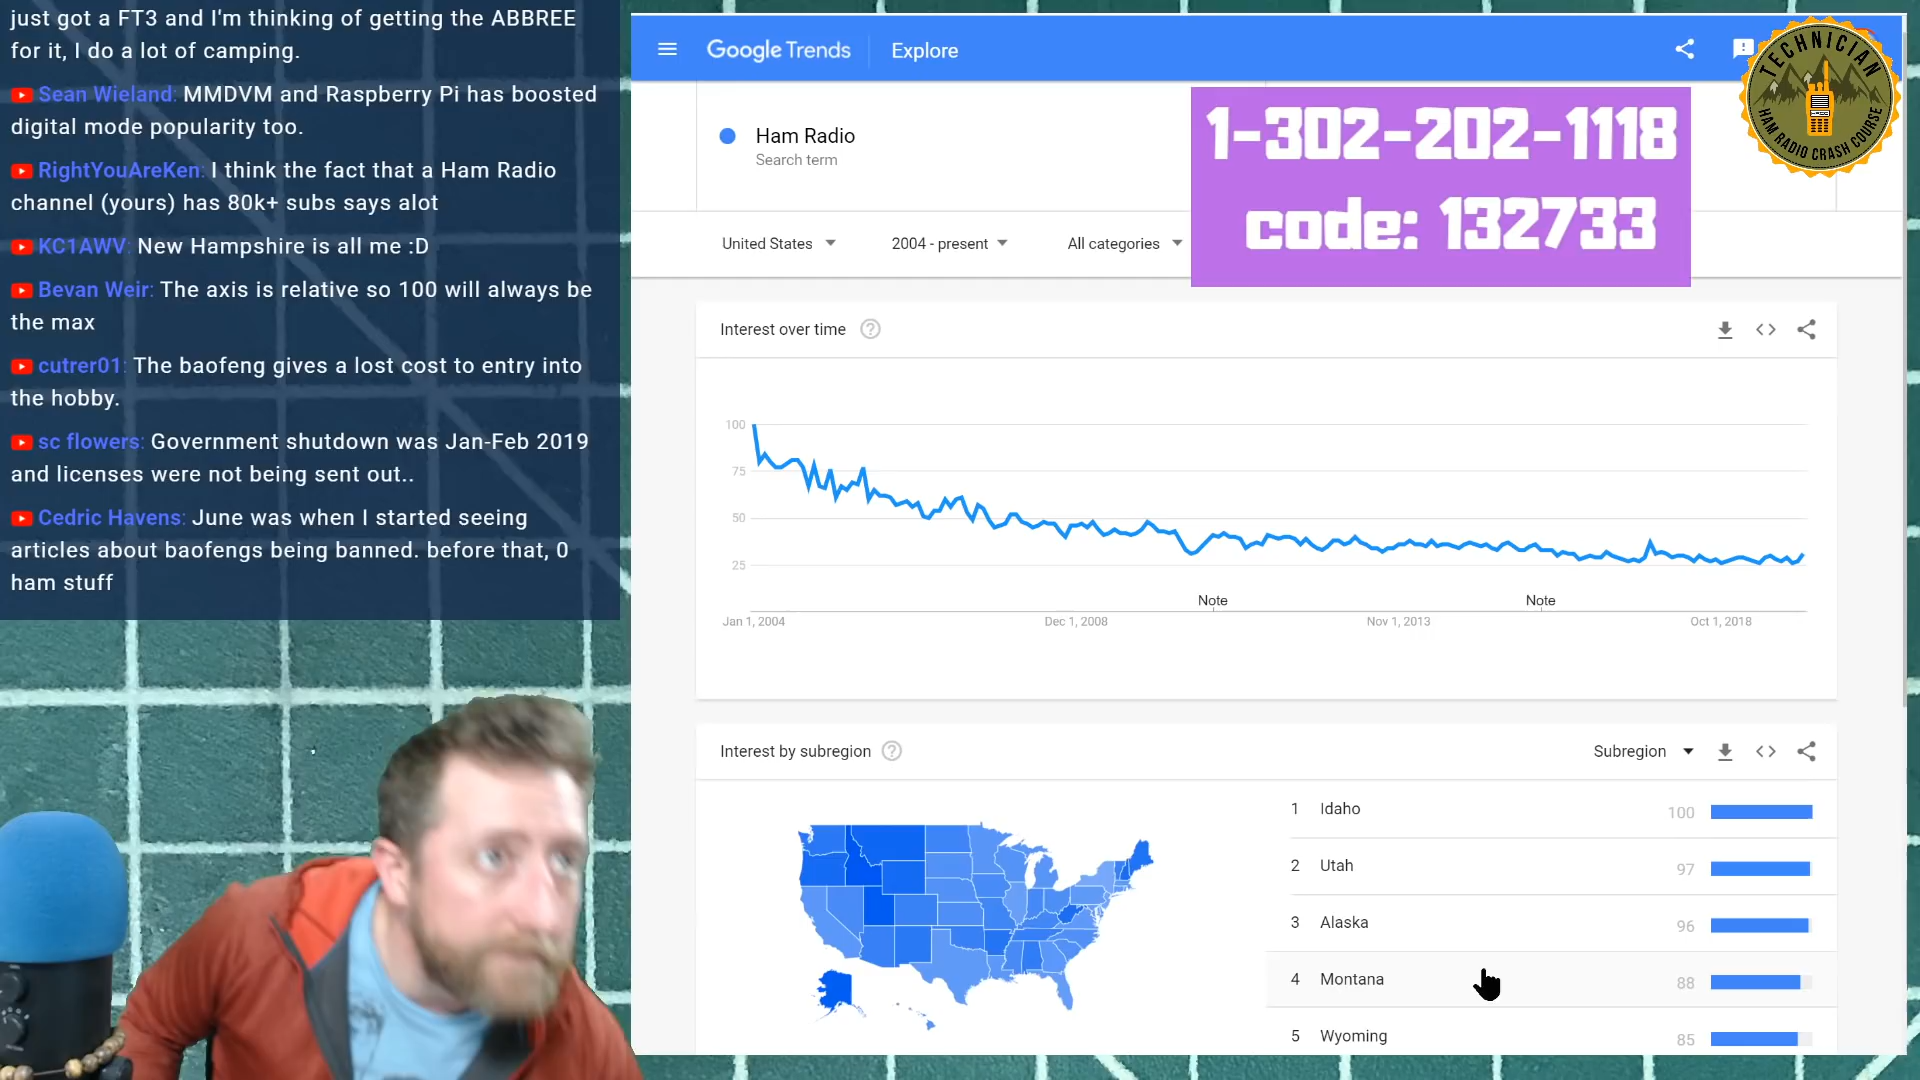 just got a FT3 and I'm thinking of getting the ABBREE
for it, I do a lot of camping.
Sean Wieland: MMDVM and Raspberry Pi has boosted
digital mode popularity too.
RightYouAreKen: I think the fact that a Ham Radio
channel (yours) has 80k+ subs says alot
KC1AWV: New Hampshire is all me :D
Bevan Weir: The axis is relative so 100 will always be
the max
cutrer01: The baofeng gives a lost cost to entry into
the hobby.
sc flowers: Government shutdown was Jan-Feb 2019
and licenses were not being sent out..
Cedric Havens: June was when I started seeing
articles about baofengs being banned. before that, 0
ham stuff
Google Trends
Explore
TECHNICIAN
HAM RADIO CRASH COURSE
Ham Radio
Search term
1-302-202-1118
code: 132733
United States
2004 - present
All categories
Interest over time
100
75
50
25
Note
Note
Jan 1, 2004
Dec 1, 2008
Nov 1, 2013
Oct 1, 2018
Interest by subregion
Subregion
1 Idaho 100
2 Utah 97
3 Alaska 96
4 Montana 88
5 Wyoming 85